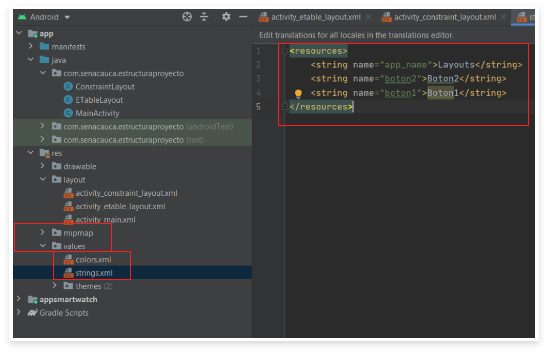 Android
activity_etable_layout.xml
activity_constraint_layout.xml
app
manifests
java
com.senacauca.estructuraproyecto
ConstraintLayout
ETableLayout
MainActivity
com.senacauca.estructuraproyecto (androidTest)
com.senacauca.estructuraproyecto (test)
res
drawable
layout
activity_constraint_layout.xml
activity_etable_layout.xml
activity_main.xml
mipmap
values
colors.xml
strings.xml
themes (2)
appsmartwatch
Gradle Scripts
Edit translations for all locales in the translations editor.
1 <resources>
2 <string name="app_name">Layouts</string>
3 <string name="boton2">Boton2</string>
4 <string name="boton1">Boton1</string>
5 </resources>